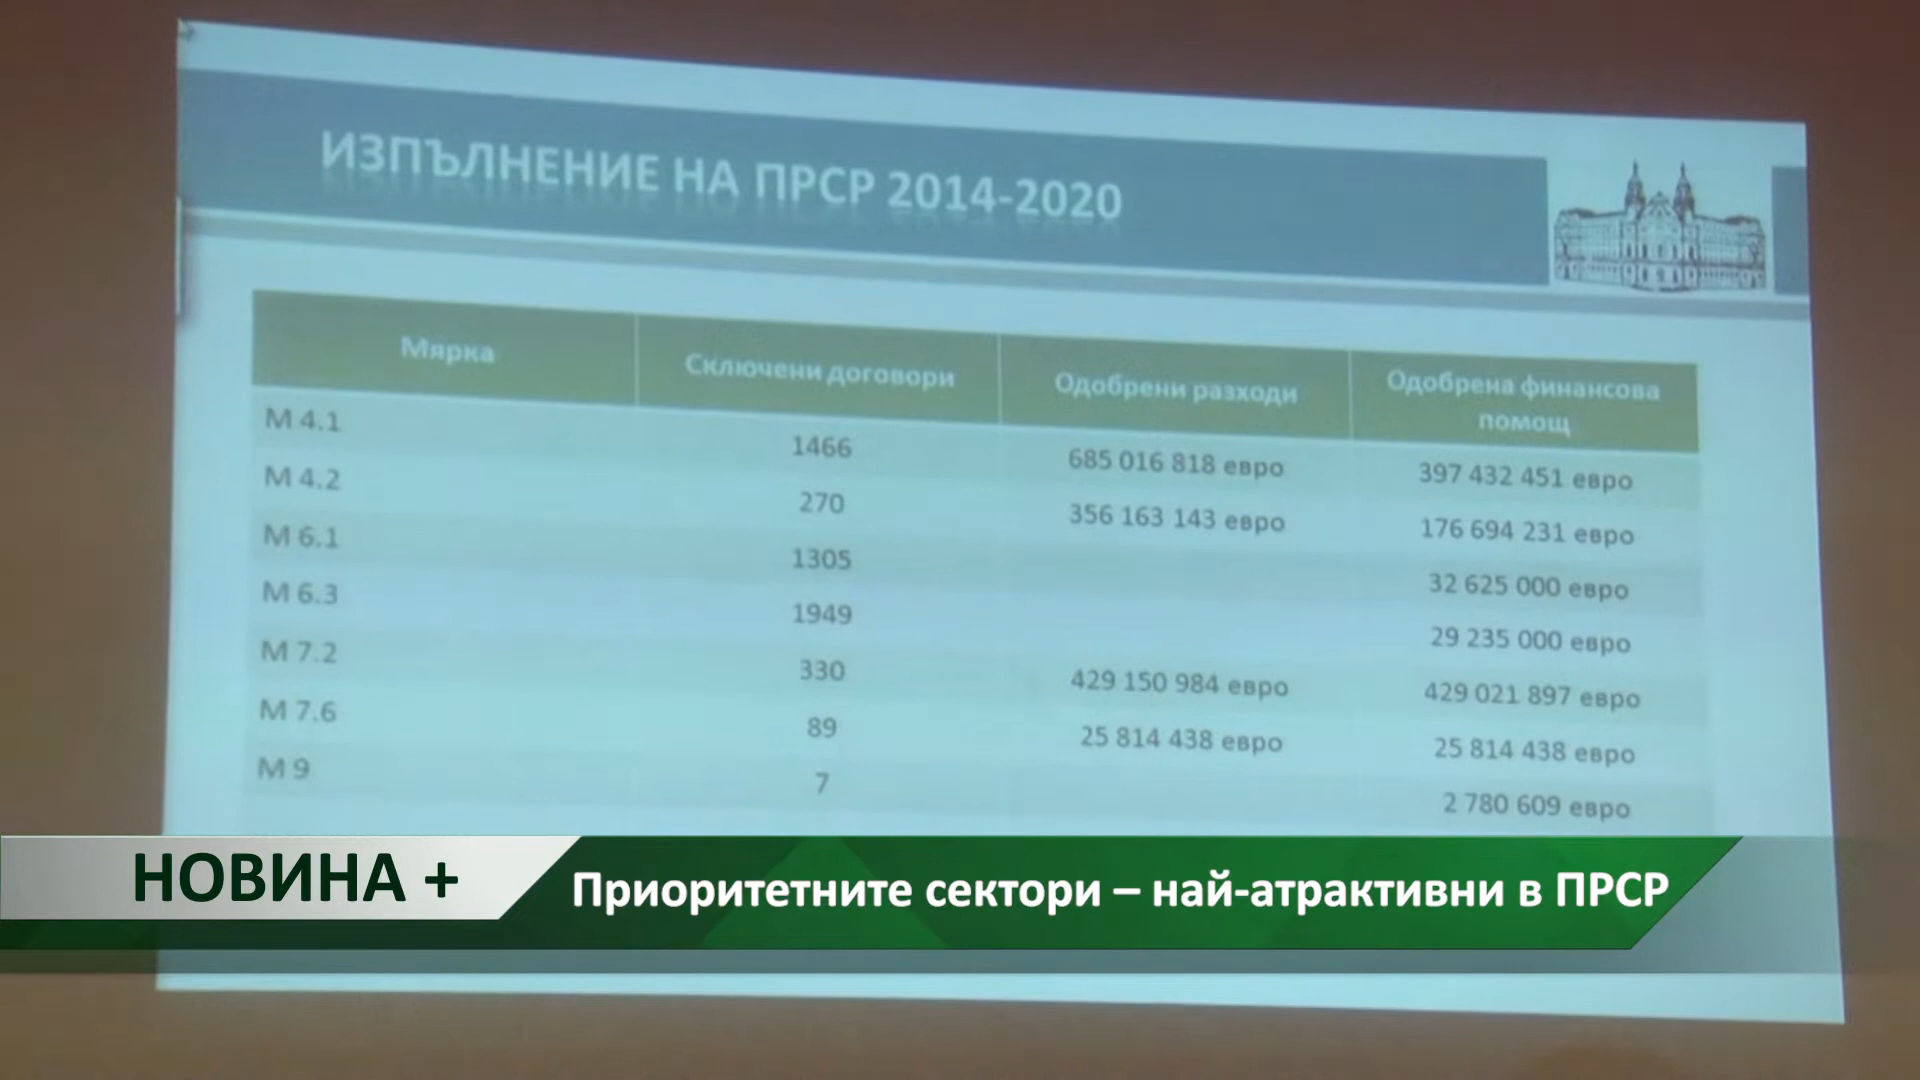 ИЗПЪЛНЕНИЕ НА ПРСР 2014-2020
Мярка Сключени договори Одобрени разходи Одобрена финансова помощ
М 4.1 1466 685 016 818 евро 397 432 451 евро
М 4.2 270 356 163 143 евро 176 694 231 евро
М 6.1 1305 32 625 000 евро
М 6.3 1949 29 235 000 евро
М 7.2 330 429 150 984 евро 429 021 897 евро
М 7.6 89 25 814 438 евро 25 814 438 евро
М 9 7 2 780 609 евро
НОВИНА + Приоритетните сектори – най-атрактивни в ПРСР